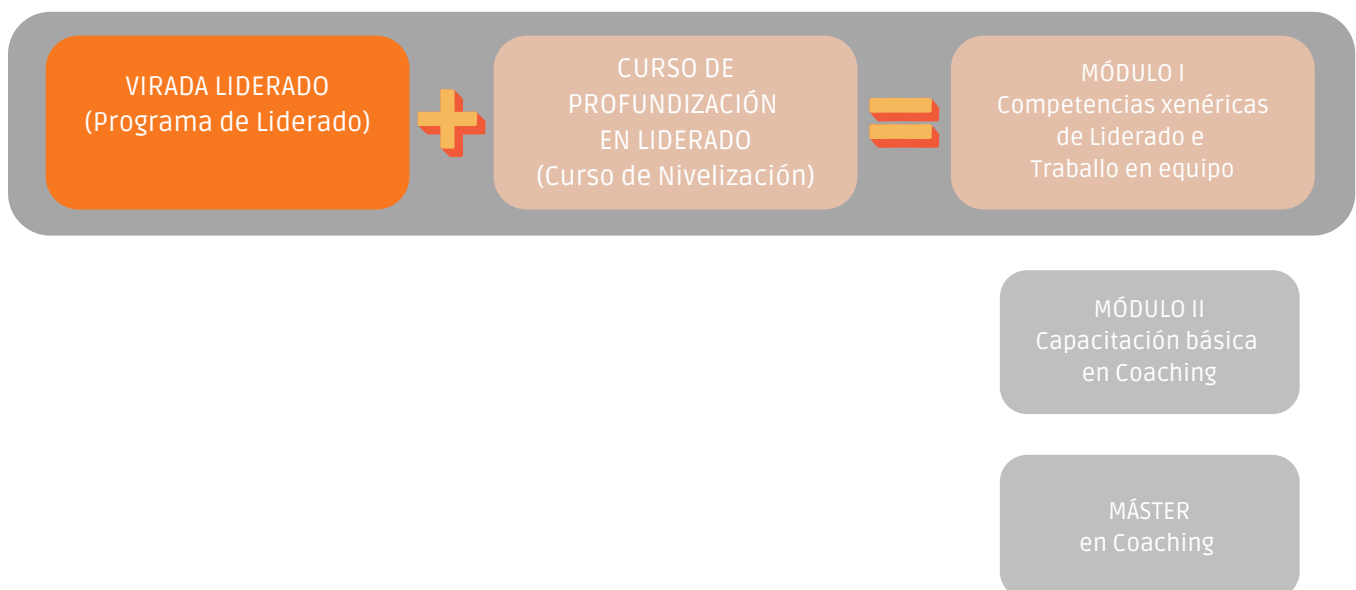 VIRADA LIDERADO
(Programa de Liderado)
CURSO DE
PROFUNDIZACIÓN
EN LIDERADO
(Curso de Nivelización)
MÓDULO I
Competencias xenéricas
de Liderado e
Traballo en equipo
MÓDULO II
Capacitación básica
en Coaching
MÁSTER
en Coaching